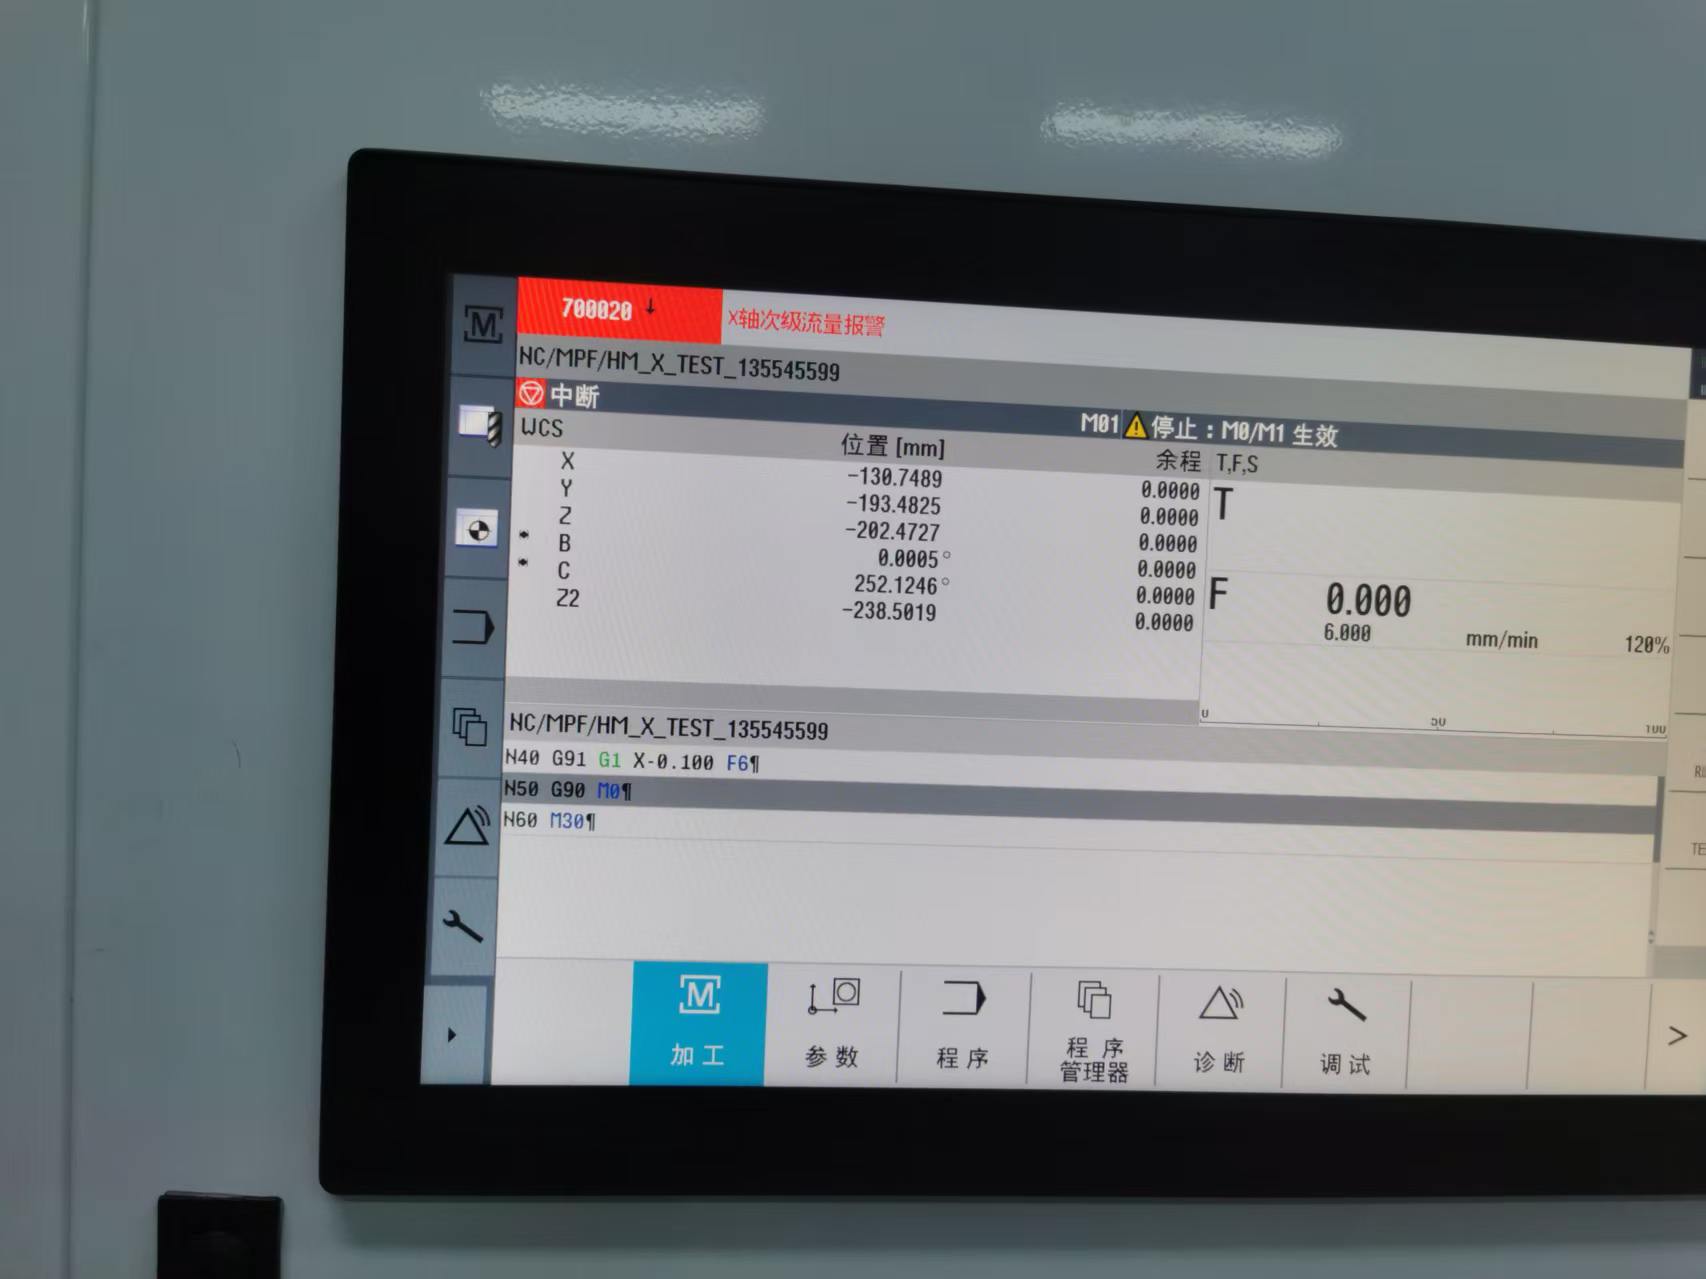 700020 ↓ X轴次级流量报警
NC/MPF/HM_X_TEST_135545599
中断
M01 停止：M0/M1 生效
WCS 位置 [mm] 余程 T,F,S
X -130.7489 0.0000
Y -193.4825 0.0000
Z -202.4727 0.0000
B 0.0005° 0.0000
C 252.1246° 0.0000
Z2 -238.5019 0.0000
T
F 0.000
6.000 mm/min 120%
0 50 100
NC/MPF/HM_X_TEST_135545599
N40 G91 G1 X-0.100 F6¶
N50 G90 M0¶
N60 M30¶
M
加工
参数
程序
程序
管理器
诊断
调试
>